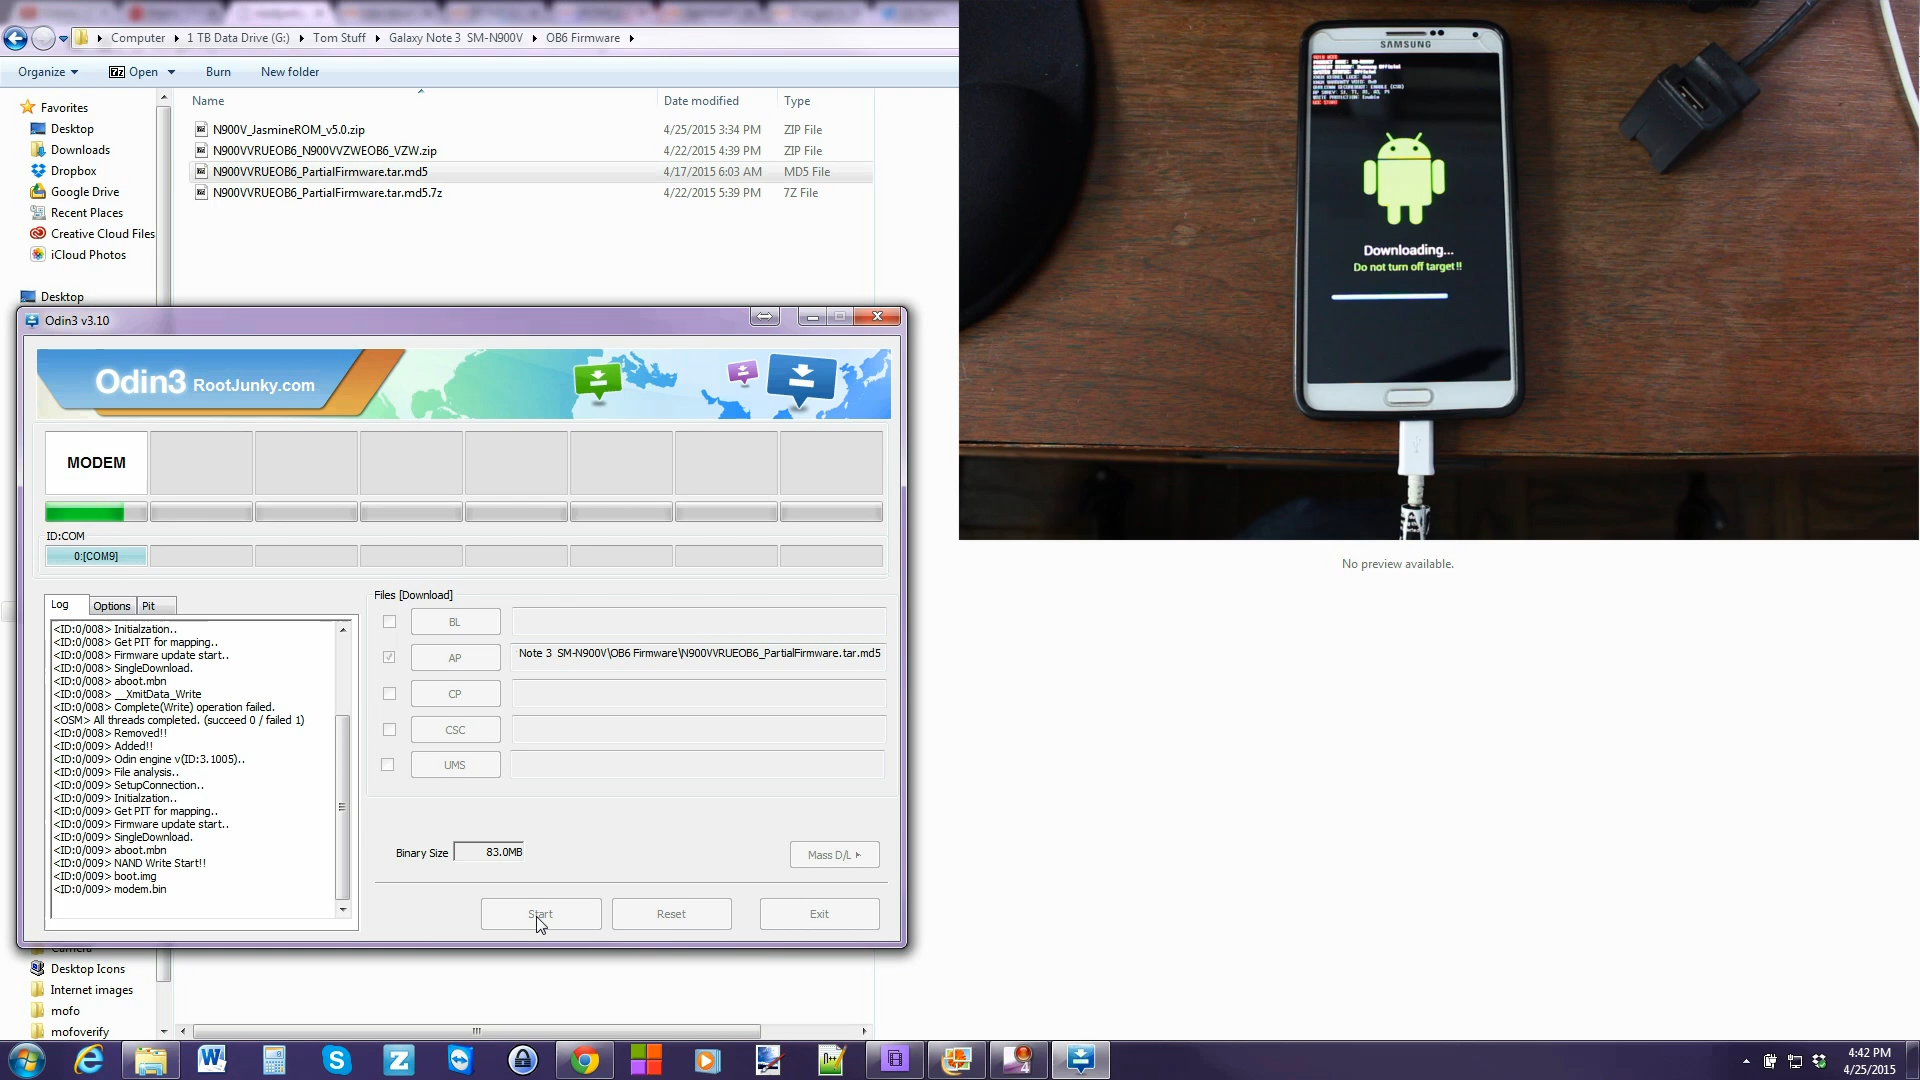 Computer
1 TB Data Drive (G:)
Tom Stuff
Galaxy Note 3 SM-N900V
OB6 Firmware
Organize
Open
Burn
New folder
Name
Date modified
Type
Favorites
Desktop
Downloads
Dropbox
Google Drive
Recent Places
Creative Cloud Files
iCloud Photos
Desktop
N900V_JasmineROM_v5.0.zip
4/25/2015 3:34 PM
ZIP File
N900VVRUEOB6_N900VVZWEOB6_VZW.zip
4/22/2015 4:39 PM
ZIP File
N900VVRUEOB6_PartialFirmware.tar.md5
4/17/2015 6:03 AM
MD5 File
N900VVRUEOB6_PartialFirmware.tar.md5.7z
4/22/2015 5:39 PM
7Z File
SAMSUNG
Downloading...
Do not turn off target !!
No preview available.
Odin3 v3.10
Odin3 RootJunky.com
MODEM
ID:COM
0:[COM9]
Log
Options
Pit
<ID:0/008> Initialzation..
<ID:0/008> Get PIT for mapping..
<ID:0/008> Firmware update start..
<ID:0/008> SingleDownload.
<ID:0/008> aboot.mbn
<ID:0/008> __XmitData_Write
<ID:0/008> Complete(Write) operation failed.
<OSM> All threads completed. (succeed 0 / failed 1)
<ID:0/008> Removed!!
<ID:0/009> Added!!
<ID:0/009> Odin engine v(ID:3.1005)..
<ID:0/009> File analysis..
<ID:0/009> SetupConnection..
<ID:0/009> Initialzation..
<ID:0/009> Get PIT for mapping..
<ID:0/009> Firmware update start..
<ID:0/009> SingleDownload.
<ID:0/009> aboot.mbn
<ID:0/009> NAND Write Start!!
<ID:0/009> boot.img
<ID:0/009> modem.bin
Files [Download]
BL
AP
Note 3 SM-N900V\OB6 Firmware\N900VVRUEOB6_PartialFirmware.tar.md5
CP
CSC
UMS
Binary Size
83.0MB
Mass D/L
Start
Reset
Exit
Desktop Icons
Internet images
mofo
mofoverify
4:42 PM
4/25/2015